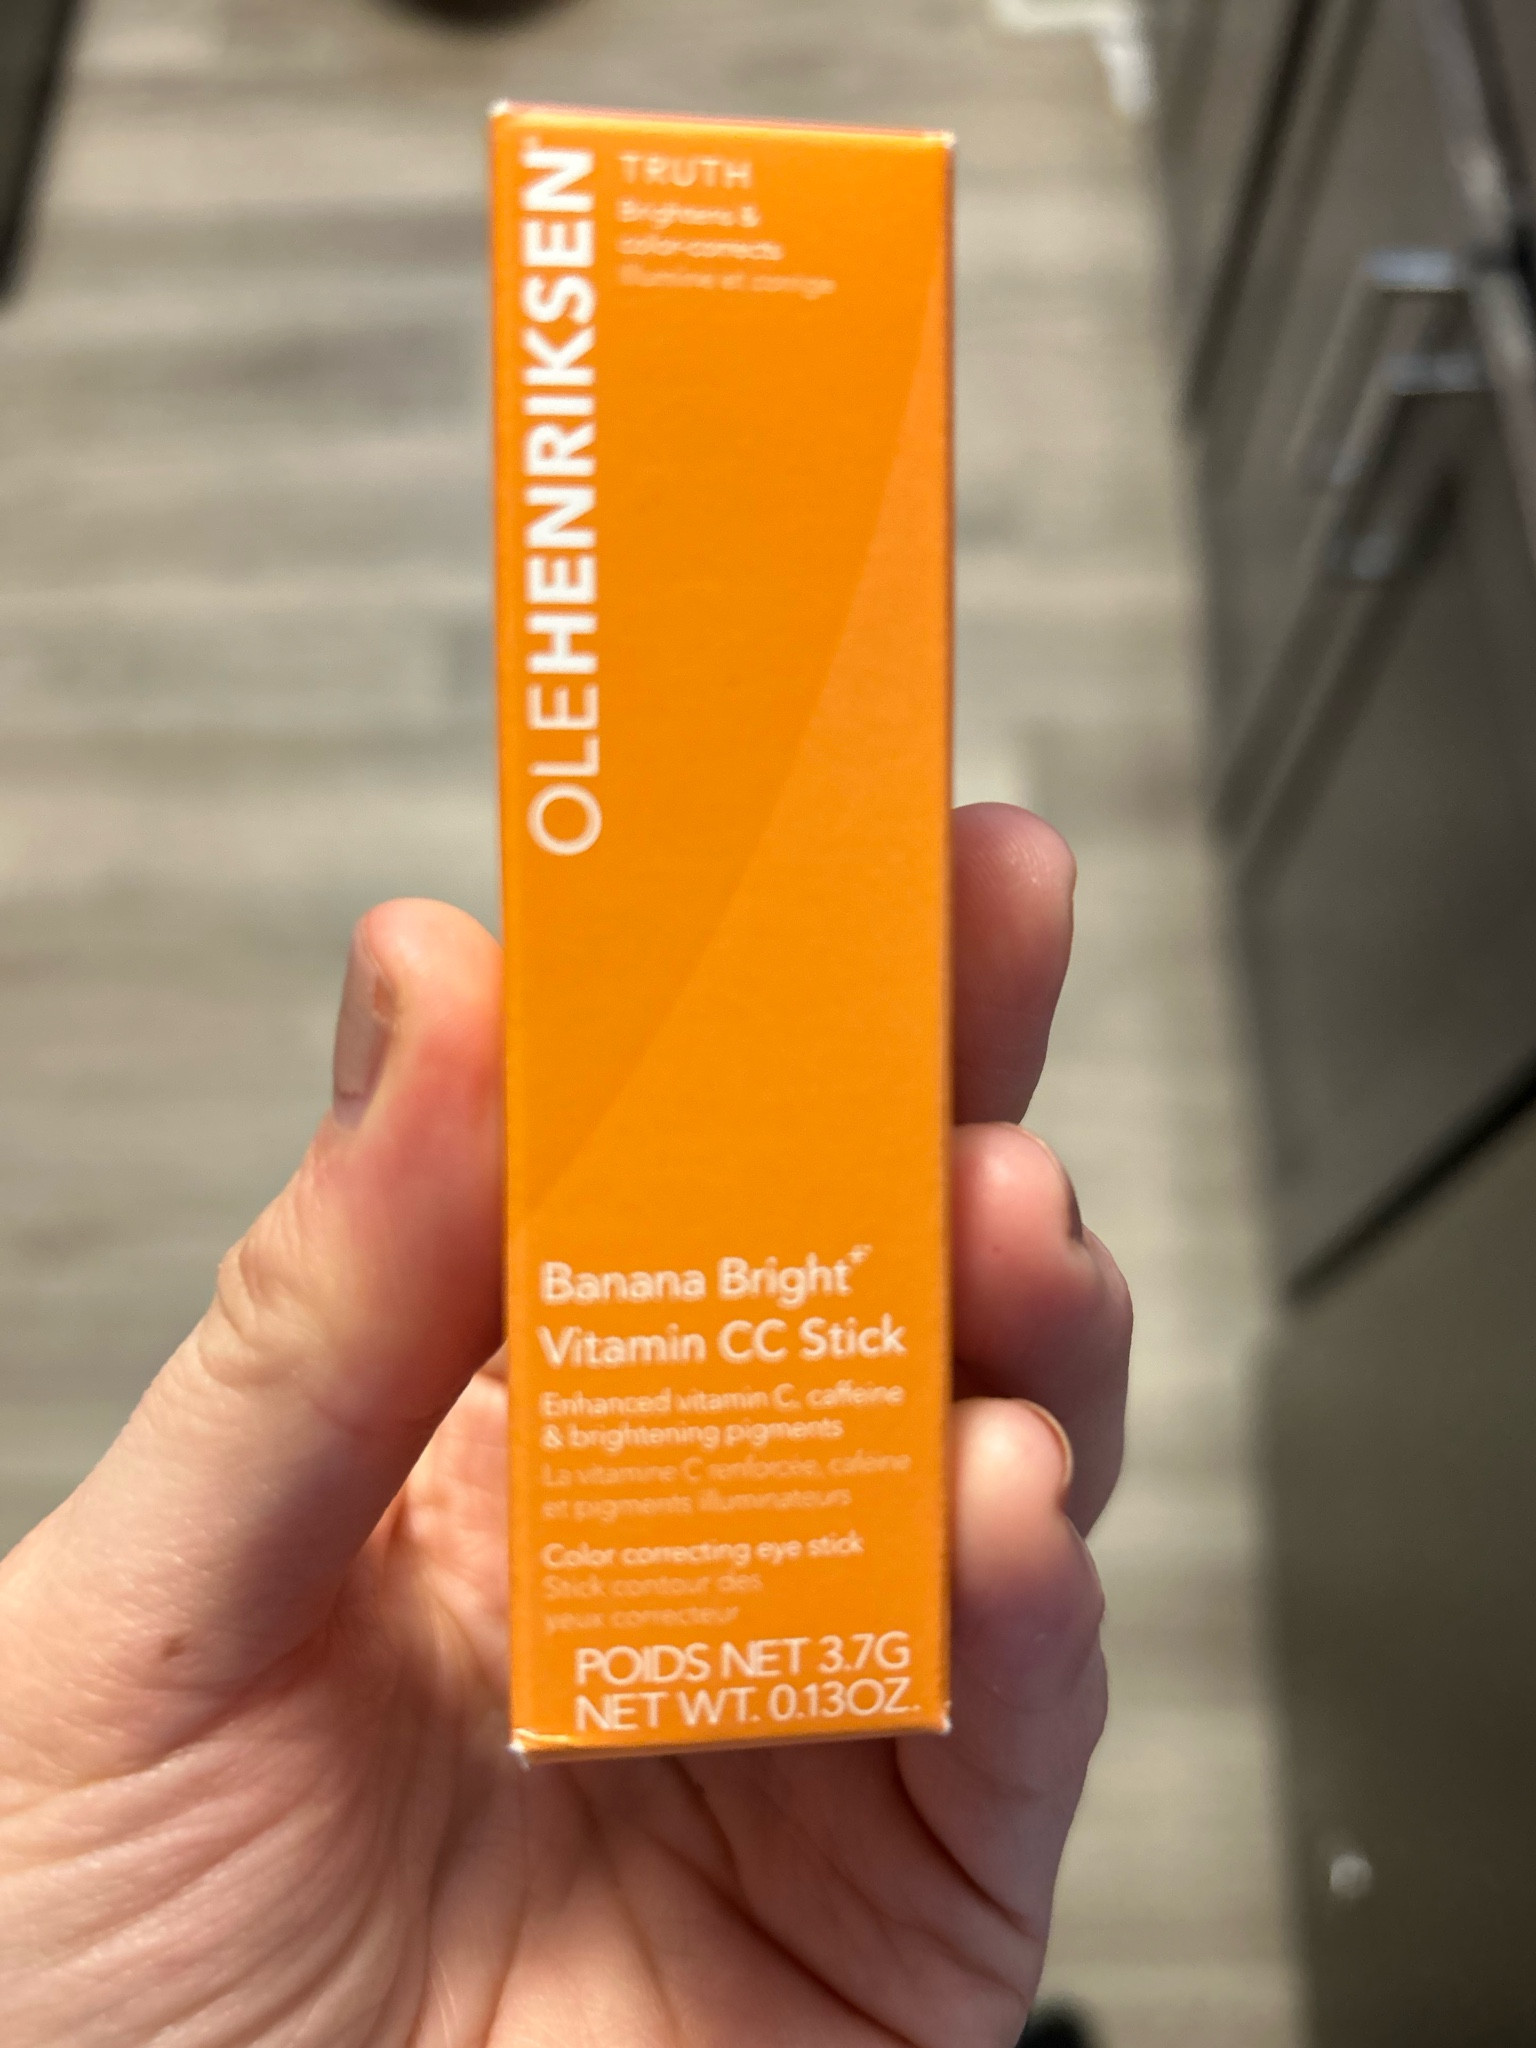 OLEHENRIKSEN
TRUTH
Brightens &
color-corrects
Illumine et corrige
Banana Bright+
Vitamin CC Stick
Enhanced vitamin C, caffeine
& brightening pigments
La vitamine C renforcée, caféine
et pigments illuminateurs
Color correcting eye stick
Stick contour des
yeux correcteur
POIDS NET 3.7G
NET WT. 0.13OZ.